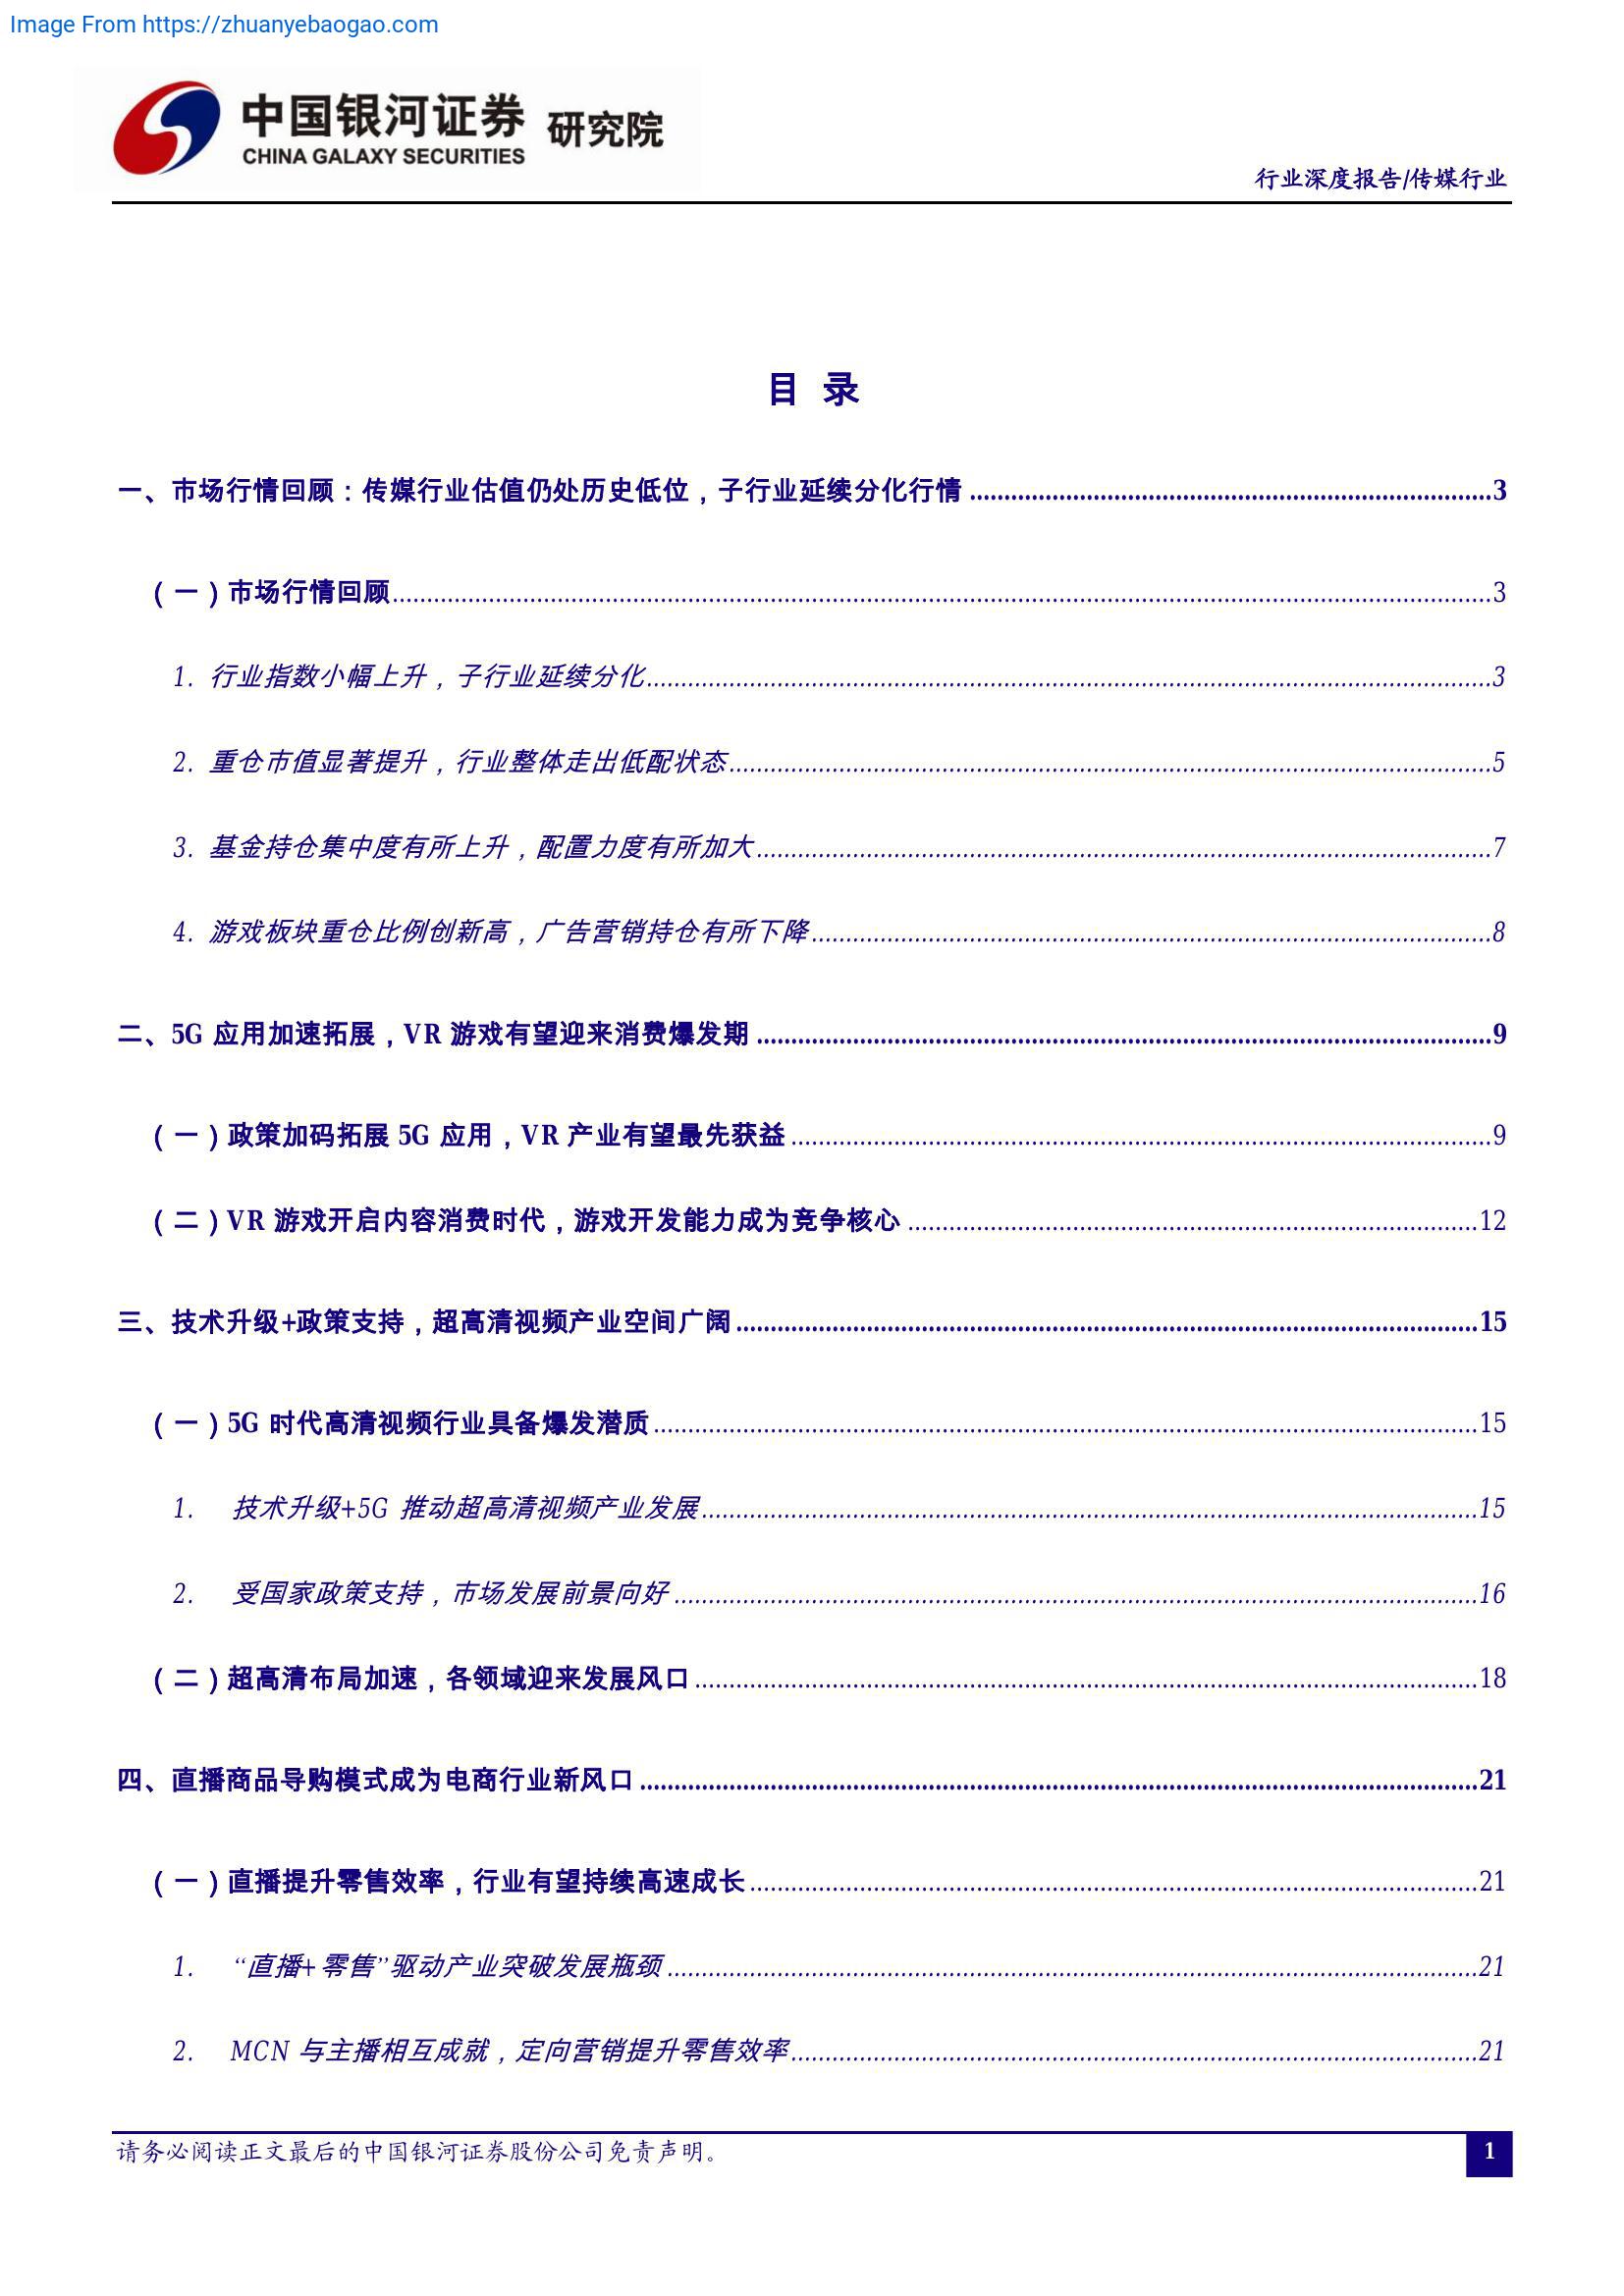 Image From https://zhuanyebaogao.com
中国银河证券 研究院
CHINA GALAXY SECURITIES
行业深度报告/传媒行业
目 录
一、市场行情回顾：传媒行业估值仍处历史低位，子行业延续分化行情................3
（一）市场行情回顾................3
1. 行业指数小幅上升，子行业延续分化................3
2. 重仓市值显著提升，行业整体走出低配状态................5
3. 基金持仓集中度有所上升，配置力度有所加大................7
4. 游戏板块重仓比例创新高，广告营销持仓有所下降................8
二、5G 应用加速拓展，VR 游戏有望迎来消费爆发期................9
（一）政策加码拓展 5G 应用，VR 产业有望最先获益................9
（二）VR 游戏开启内容消费时代，游戏开发能力成为竞争核心................12
三、技术升级+政策支持，超高清视频产业空间广阔................15
（一）5G 时代高清视频行业具备爆发潜质................15
1. 技术升级+5G 推动超高清视频产业发展................15
2. 受国家政策支持，市场发展前景向好................16
（二）超高清布局加速，各领域迎来发展风口................18
四、直播商品导购模式成为电商行业新风口................21
（一）直播提升零售效率，行业有望持续高速成长................21
1. “直播+零售”驱动产业突破发展瓶颈................21
2. MCN 与主播相互成就，定向营销提升零售效率................21
请务必阅读正文最后的中国银河证券股份公司免责声明。
1